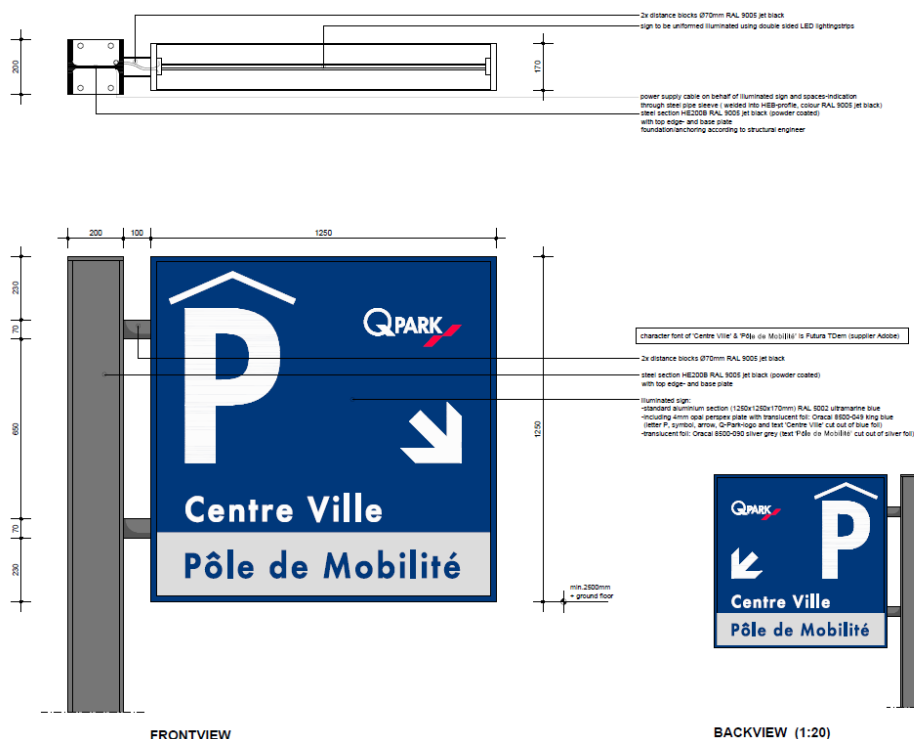 2x distance blocks Ø70mm RAL 9005 jet black
sign to be uniformed illuminated using double sided LED lightingstrips
200
170
power supply cable on behalf of illuminated sign and spaces-indication
through steel pipe sleeve ( welded into HEB-profile, colour RAL 9005 jet black)
steel section HE200B RAL 9005 jet black (powder coated)
with top edge- and base plate
foundation/anchoring according to structural engineer
200
100
1250
230
70
650
70
230
1250
P
QPARK
Centre Ville
Pôle de Mobilité
character font of 'Centre Ville' & 'Pôle de Mobilité' is Futura TDem (supplier Adobe)
2x distance blocks Ø70mm RAL 9005 jet black
steel section HE200B RAL 9005 jet black (powder coated)
with top edge- and base plate
illuminated sign:
-standard aluminium section (1250x1250x170mm) RAL 5002 ultramarine blue
-including 4mm opal perspex plate with translucent foil: Oracal 8500-049 king blue
(letter P, symbol, arrow, Q-Park-logo and text 'Centre Ville' cut out of blue foil)
-translucent foil: Oracal 8500-090 silver grey (text 'Pôle de Mobilité' cut out of silver foil)
min.2500mm
+ ground floor
QPARK
P
Centre Ville
Pôle de Mobilité
FRONTVIEW
BACKVIEW (1:20)